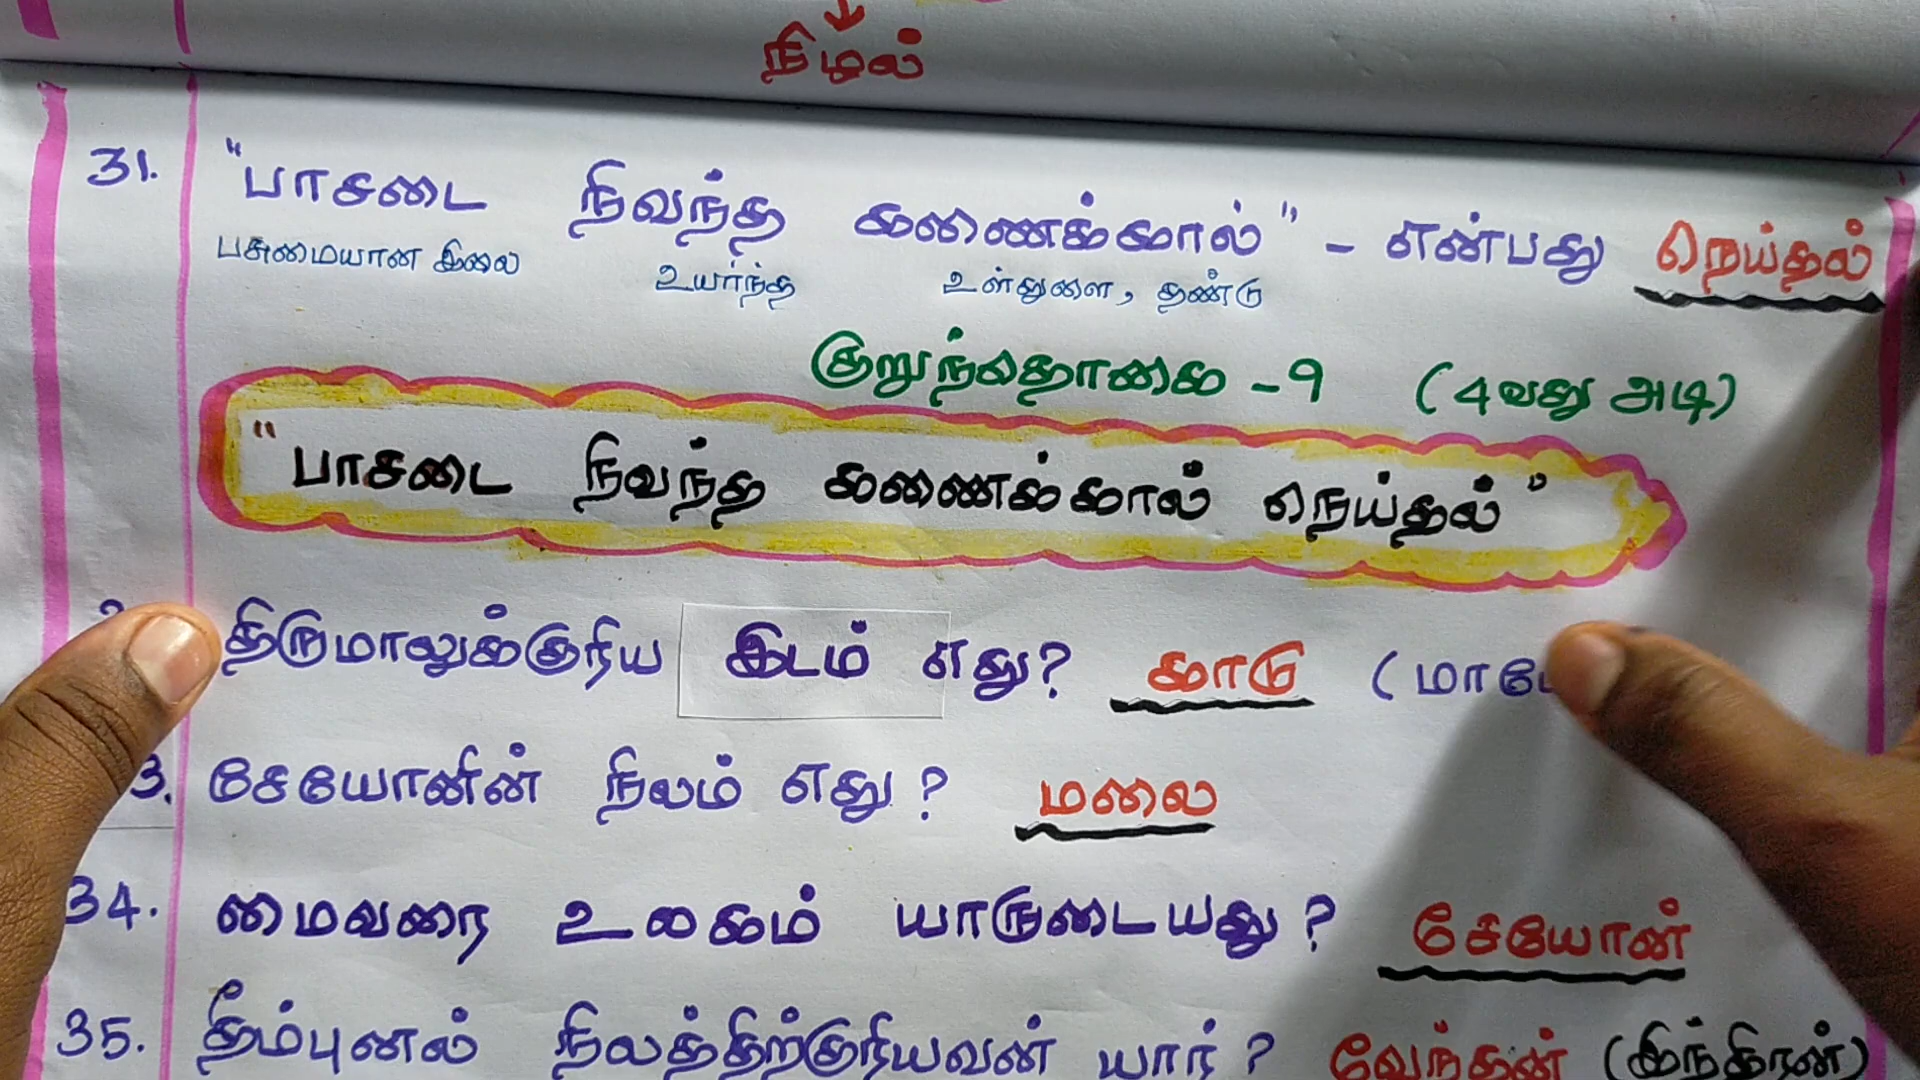 நிழல்
31. "பாசடை நிவந்த கணைக்கால்" - என்பது நெய்தல்
பசுமையான இலை உயர்ந்த உள்துளை, தண்டு
குறுந்தொகை - 9 (4வது அடி)
"பாசடை நிவந்த கணைக்கால் நெய்தல்"
திருமாலுக்குரிய இடம் எது? காடு
3. சேயோனின் நிலம் எது? மலை
34. மைவரை உலகம் யாருடையது? சேயோன்
35. தீம்புனல் நிலத்திற்குரியவன் யார்? வேந்தன் (இந்திரன்)